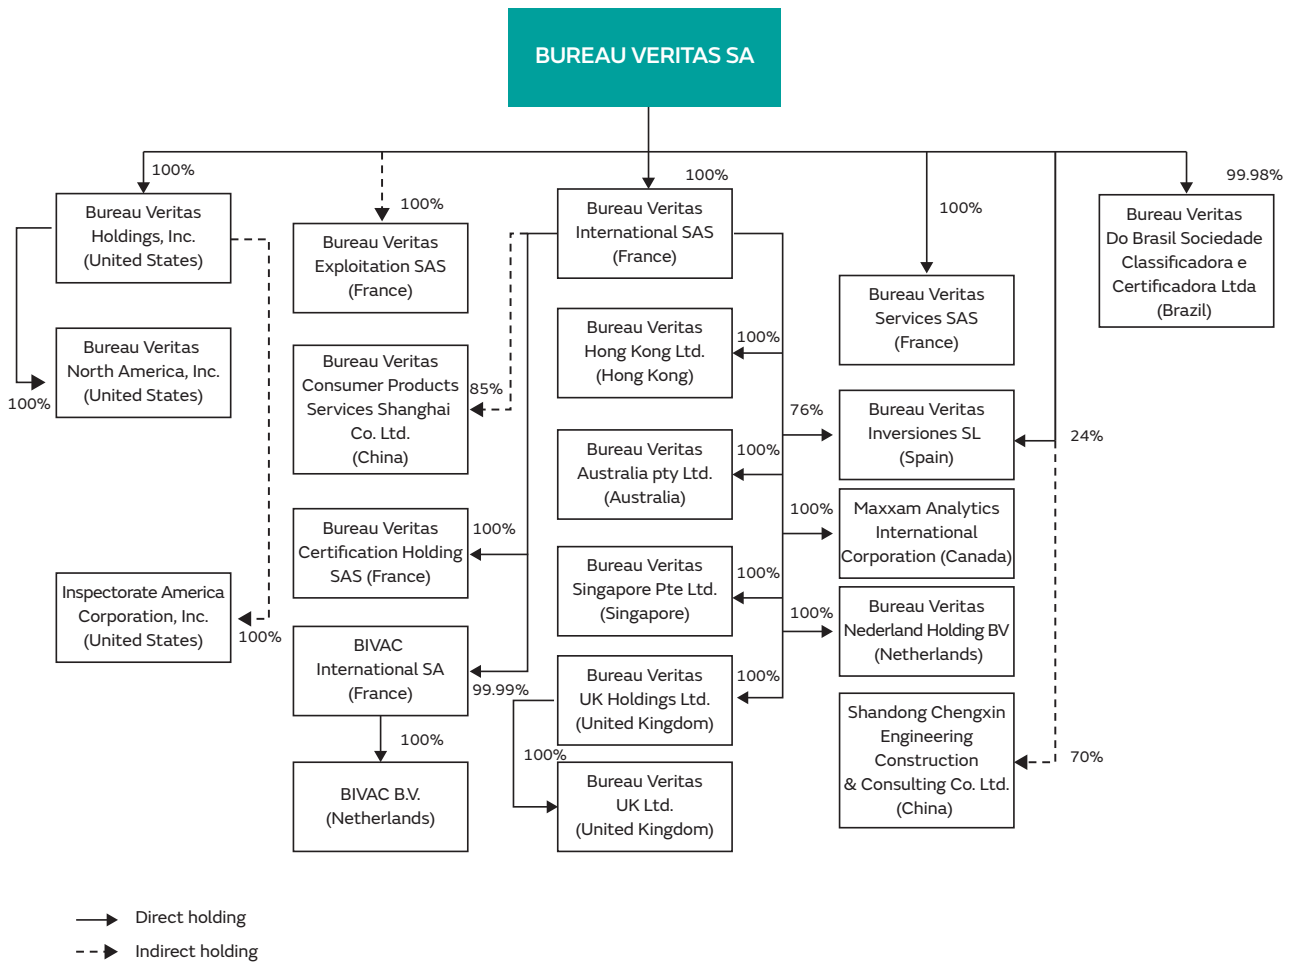 BUREAU VERITAS SA
100%
Bureau Veritas
Holdings, Inc.
(United States)
100%
Bureau Veritas
North America, Inc.
(United States)
100%
Inspectorate America
Corporation, Inc.
(United States)
100%
Bureau Veritas
Exploitation SAS
(France)
85%
Bureau Veritas
Consumer Products
Services Shanghai
Co. Ltd.
(China)
100%
Bureau Veritas
Certification Holding
SAS (France)
99.99%
BIVAC
International SA
(France)
100%
BIVAC B.V.
(Netherlands)
100%
Bureau Veritas
International SAS
(France)
100%
Bureau Veritas
Hong Kong Ltd.
(Hong Kong)
100%
Bureau Veritas
Australia pty Ltd.
(Australia)
100%
Bureau Veritas
Singapore Pte Ltd.
(Singapore)
100%
Bureau Veritas
UK Holdings Ltd.
(United Kingdom)
100%
Bureau Veritas
UK Ltd.
(United Kingdom)
100%
Bureau Veritas
Services SAS
(France)
76%
Bureau Veritas
Inversiones SL
(Spain)
24%
100%
Maxxam Analytics
International
Corporation (Canada)
100%
Bureau Veritas
Nederland Holding BV
(Netherlands)
Shandong Chengxin
Engineering
Construction
& Consulting Co. Ltd.
(China)
70%
99.98%
Bureau Veritas
Do Brasil Sociedade
Classificadora e
Certificadora Ltda
(Brazil)
Direct holding
Indirect holding